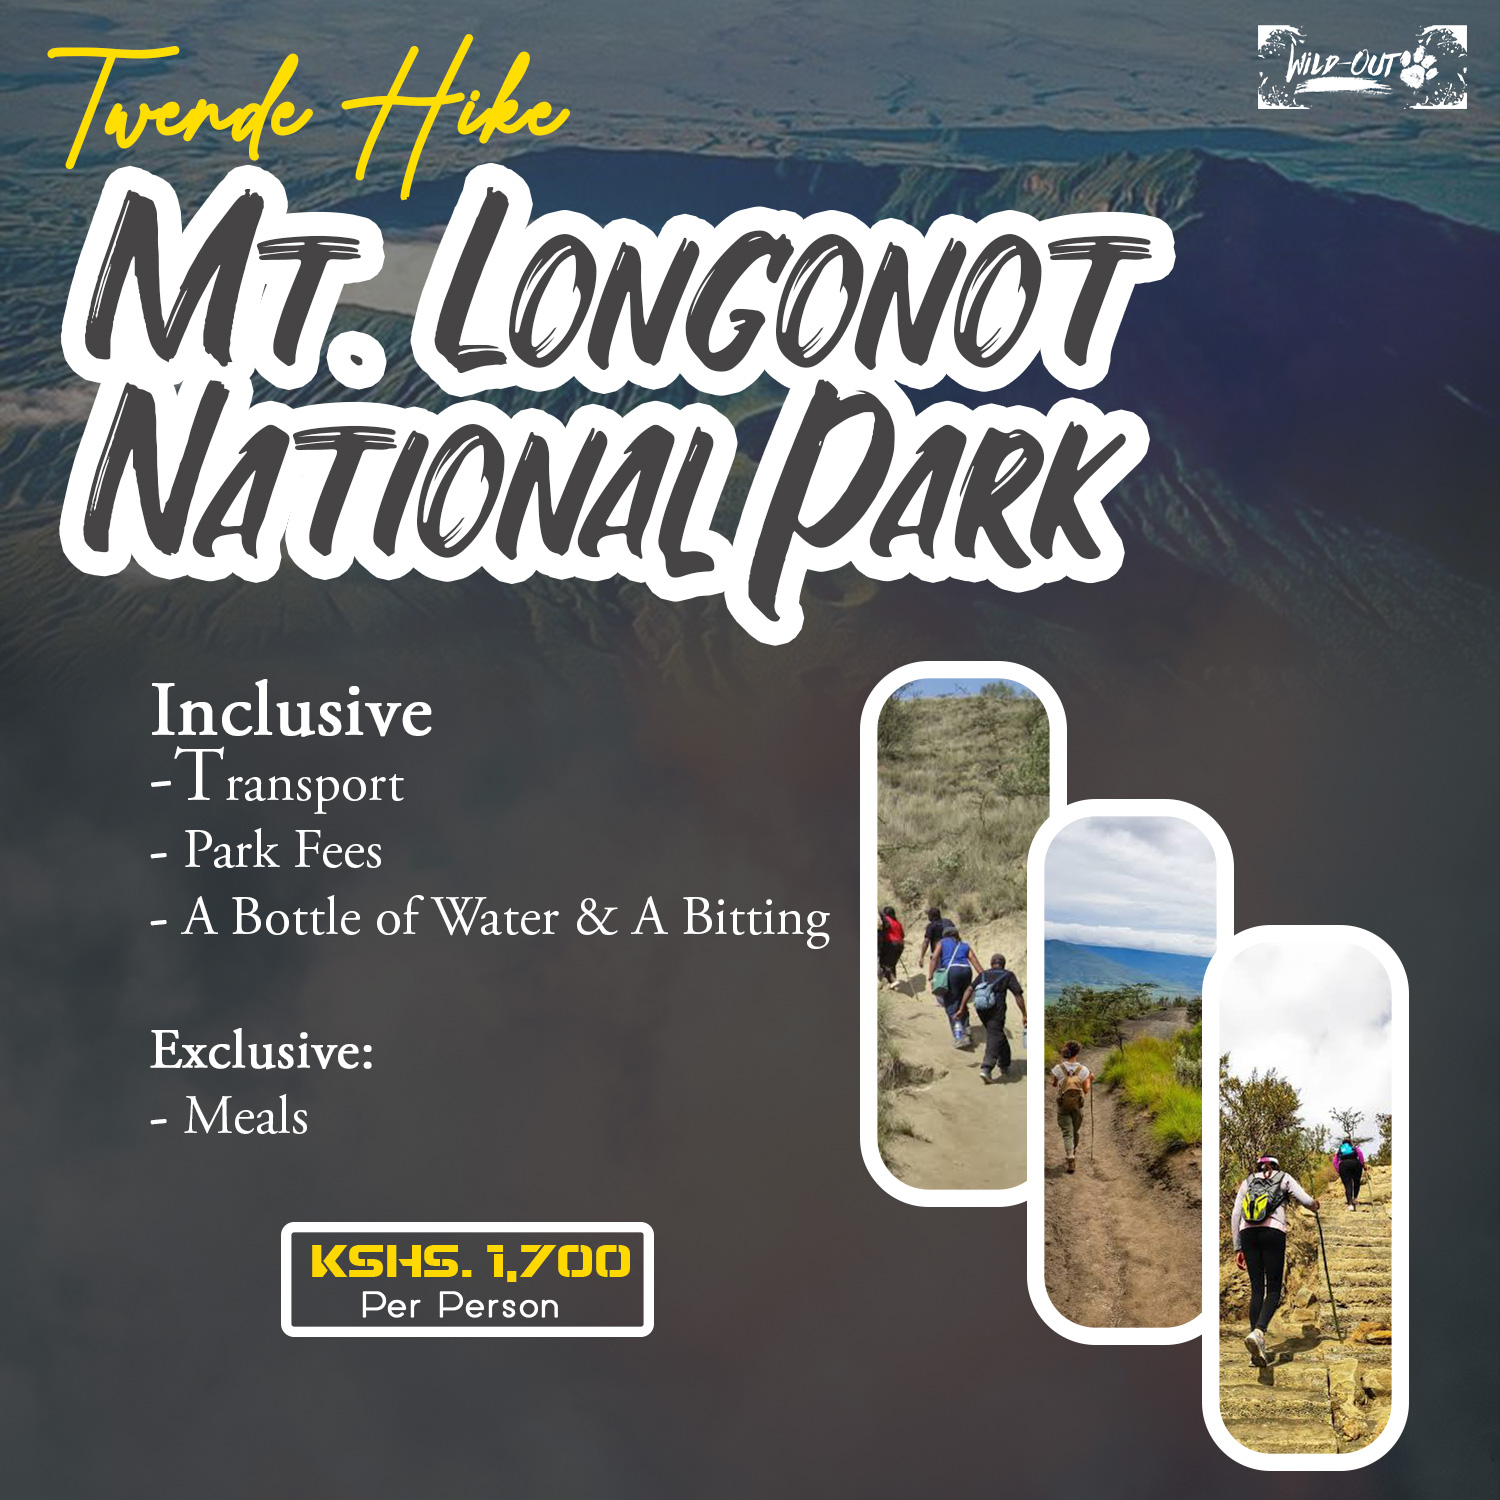 Twende Hike
WILD-OUT
Mt. Longonot
National Park
Inclusive
-Transport
- Park Fees
- A Bottle of Water & A Bitting
Exclusive:
- Meals
KSHS. 1,700
Per Person